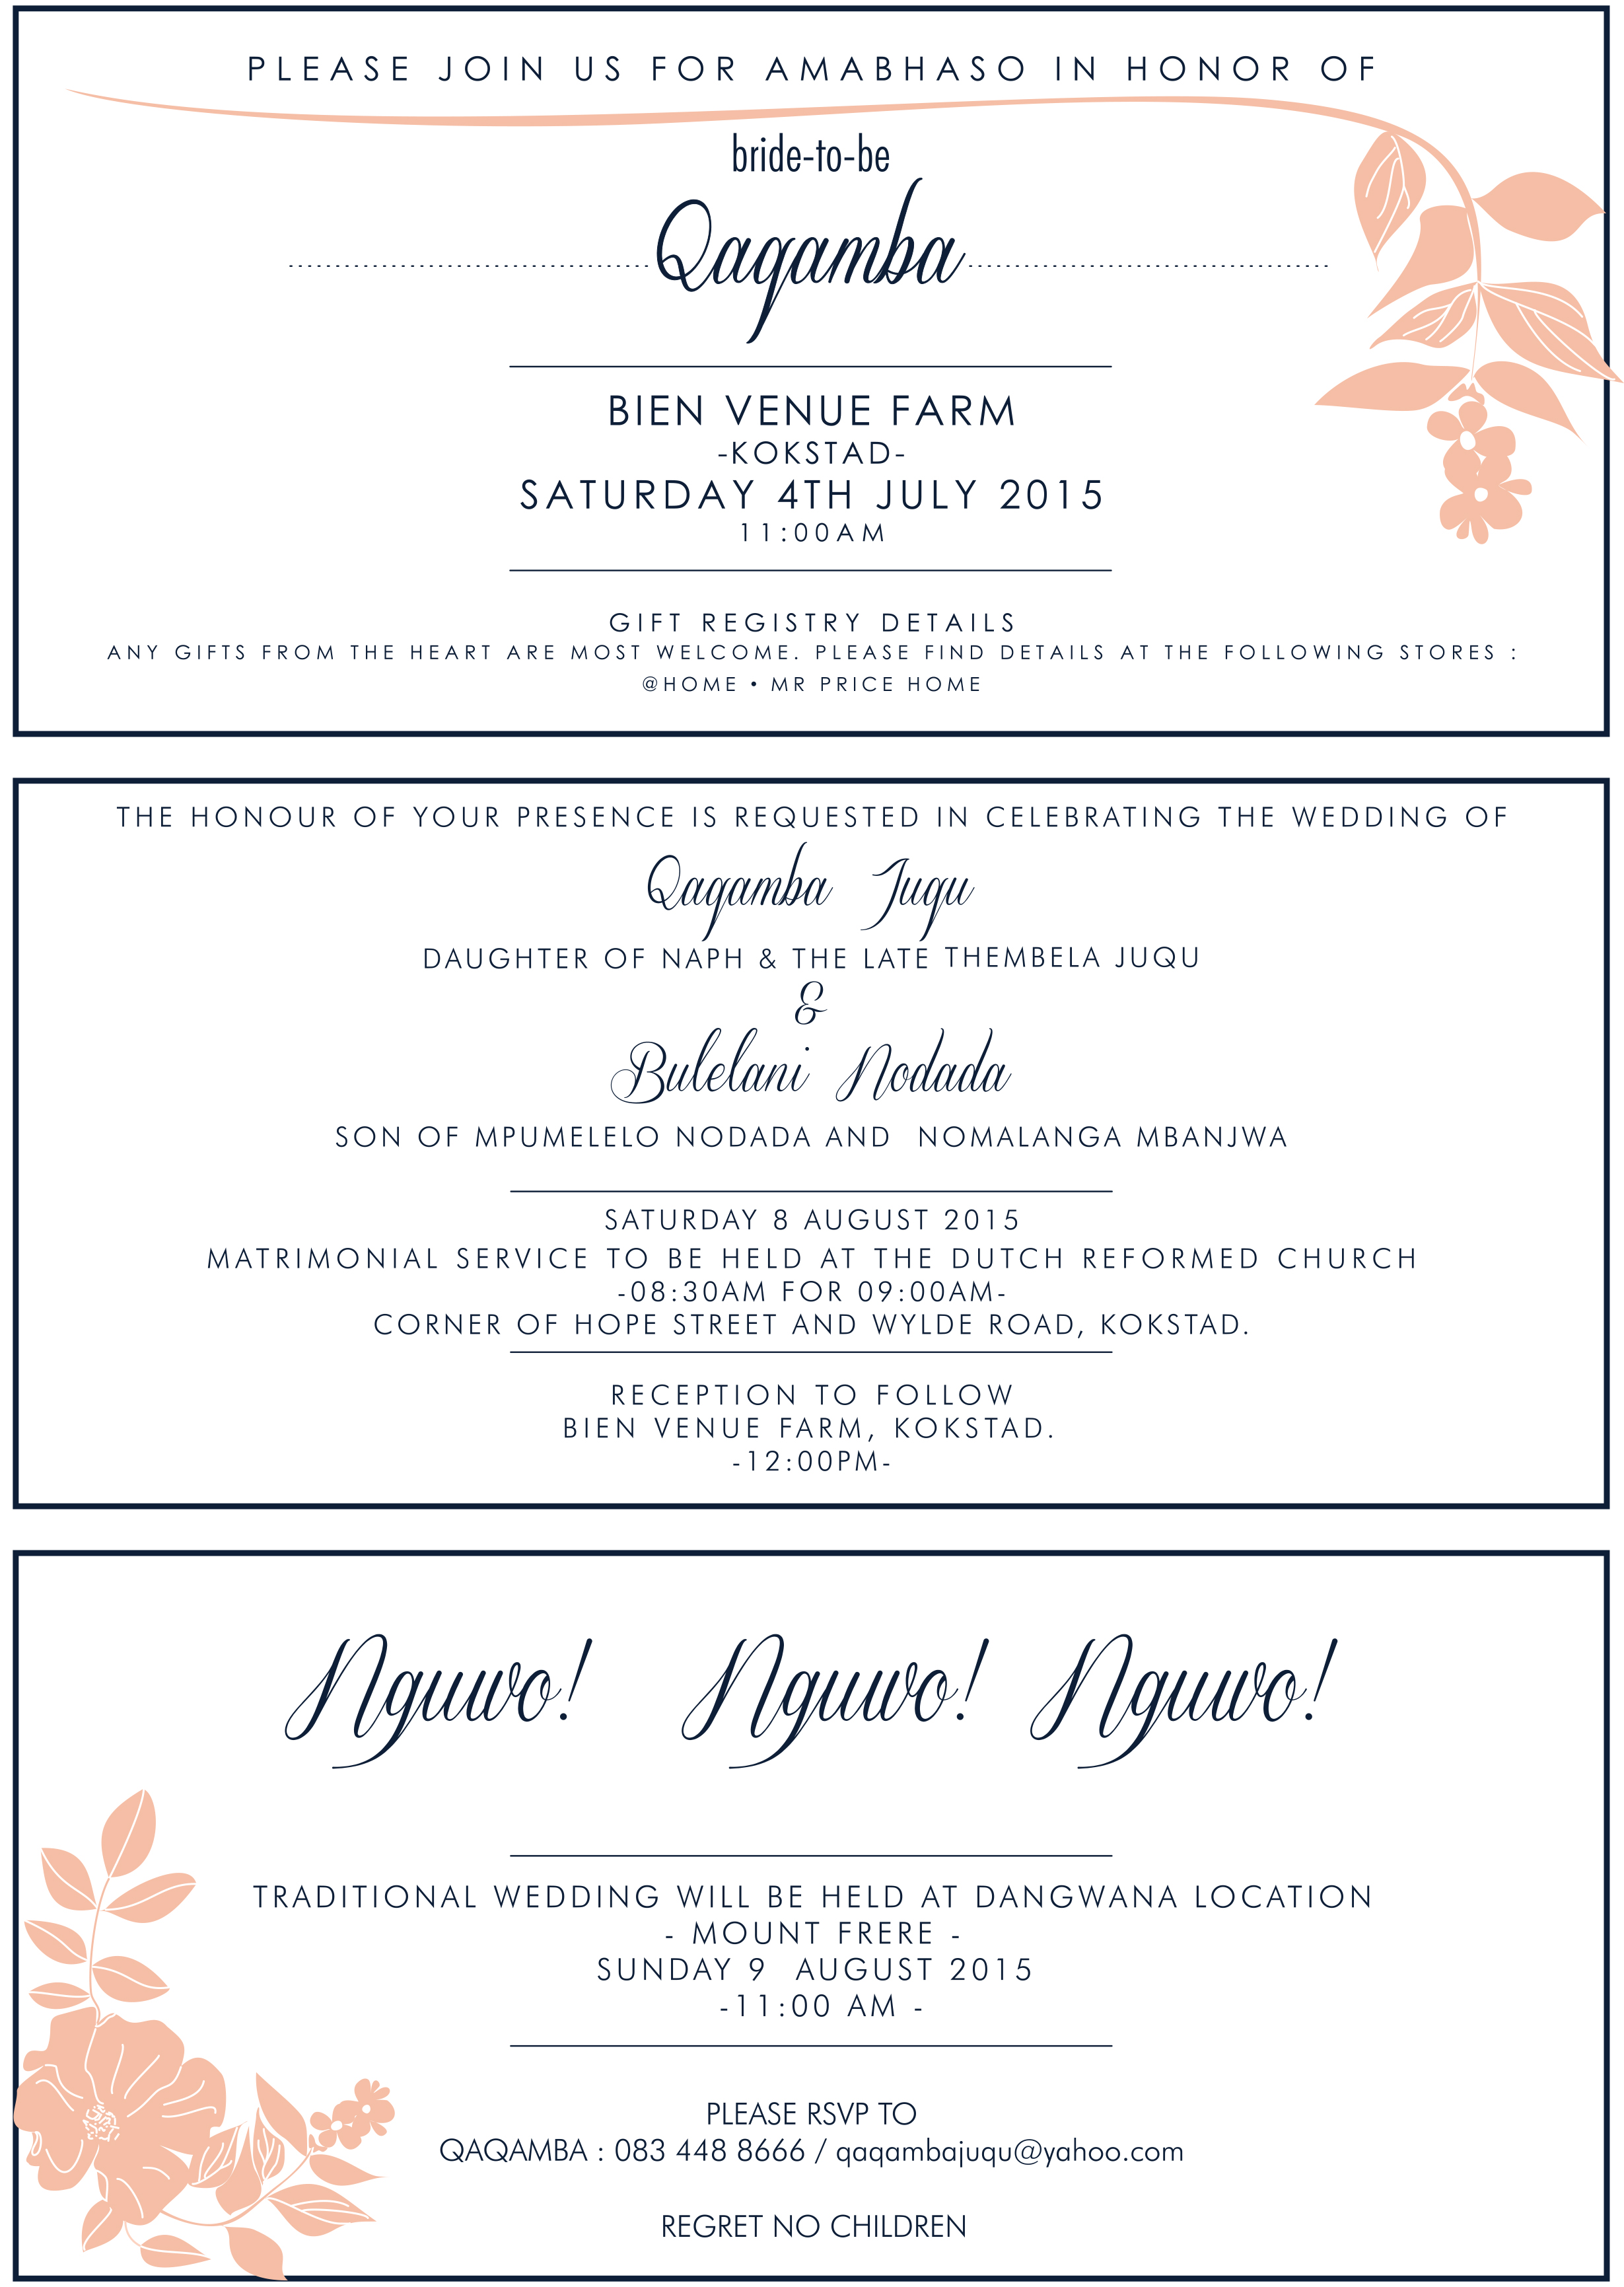 PLEASE JOIN US FOR AMABHASO IN HONOR OF
bride-to-be
Qaqamba
BIEN VENUE FARM
-KOKSTAD-
SATURDAY 4TH JULY 2015
11:00AM
GIFT REGISTRY DETAILS
ANY GIFTS FROM THE HEART ARE MOST WELCOME. PLEASE FIND DETAILS AT THE FOLLOWING STORES :
@HOME • MR PRICE HOME
THE HONOUR OF YOUR PRESENCE IS REQUESTED IN CELEBRATING THE WEDDING OF
Qaqamba Juqu
DAUGHTER OF NAPH & THE LATE THEMBELA JUQU
&
Bulelani Nodada
SON OF MPUMELELO NODADA AND NOMALANGA MBANJWA
SATURDAY 8 AUGUST 2015
MATRIMONIAL SERVICE TO BE HELD AT THE DUTCH REFORMED CHURCH
-08:30AM FOR 09:00AM-
CORNER OF HOPE STREET AND WYLDE ROAD, KOKSTAD.
RECEPTION TO FOLLOW
BIEN VENUE FARM, KOKSTAD.
-12:00PM-
Nguwo! Nguwo! Nguwo!
TRADITIONAL WEDDING WILL BE HELD AT DANGWANA LOCATION
- MOUNT FRERE -
SUNDAY 9 AUGUST 2015
-11:00 AM -
PLEASE RSVP TO
QAQAMBA : 083 448 8666 / qaqambajuqu@yahoo.com
REGRET NO CHILDREN